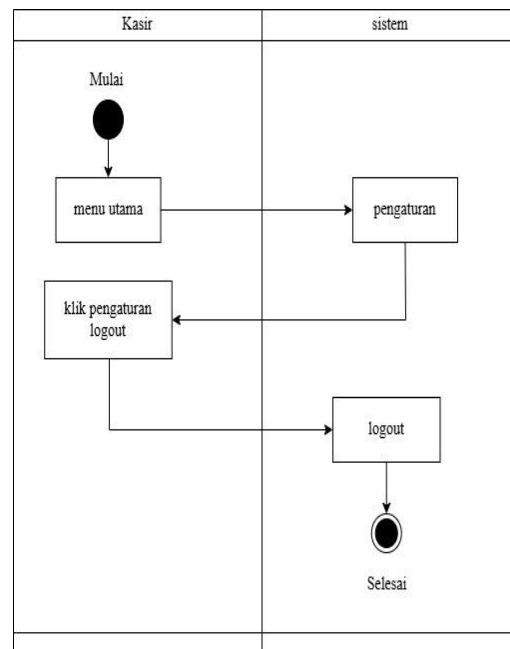 Kasir
sistem
Mulai
menu utama
pengaturan
klik pengaturan
logout
logout
Selesai